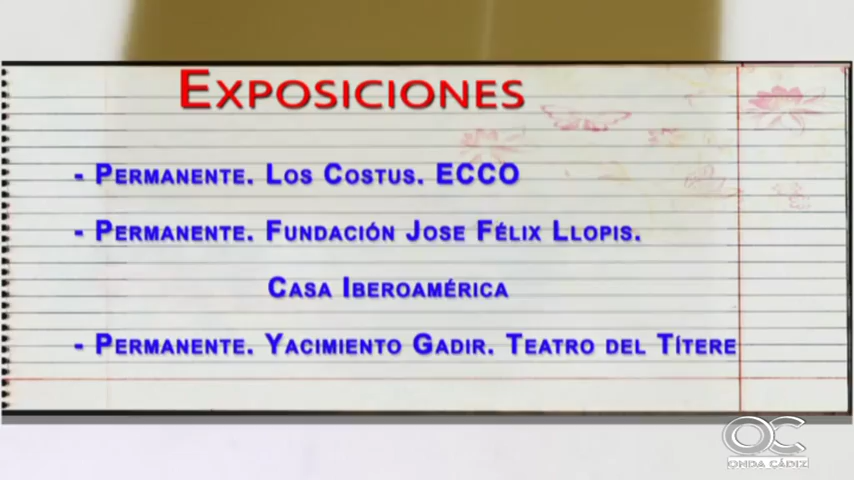 EXPOSICIONES
- PERMANENTE. LOS COSTUS. ECCO
- PERMANENTE. FUNDACIÓN JOSE FÉLIX LLOPIS.
CASA IBEROAMÉRICA
- PERMANENTE. YACIMIENTO GADIR. TEATRO DEL TÍTERE
OC
ONDA CÁDIZ